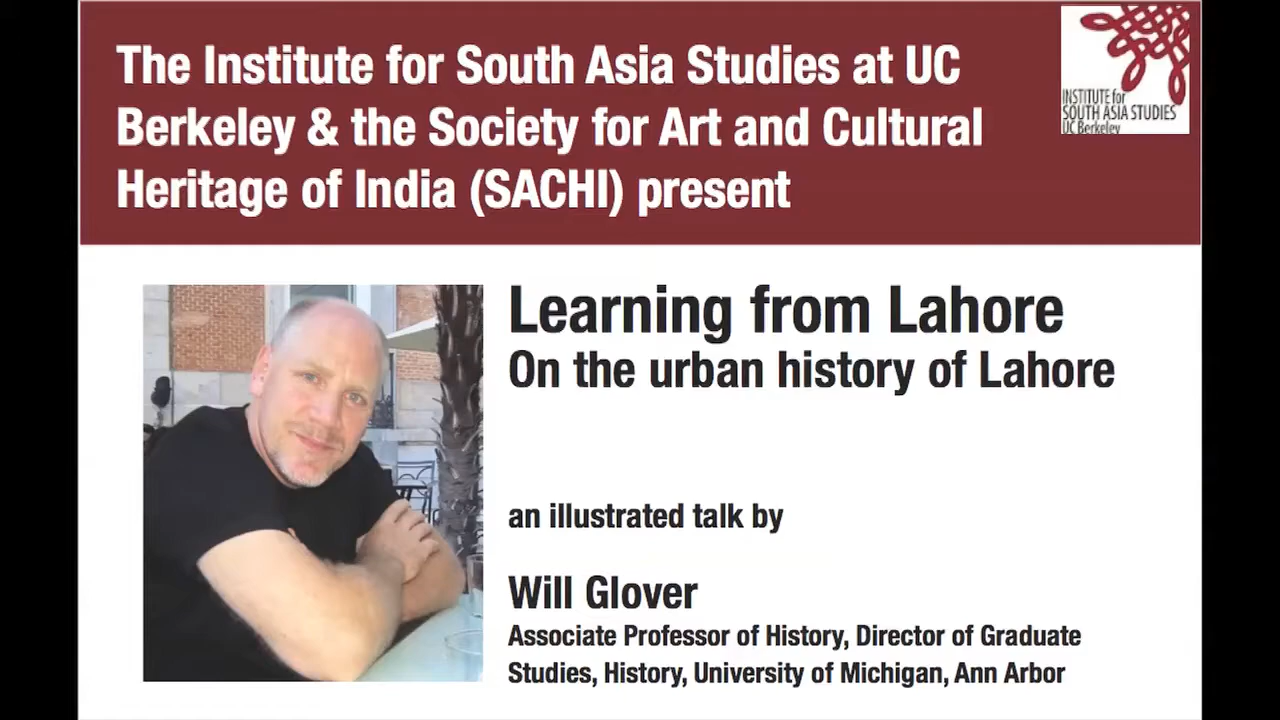 The Institute for South Asia Studies at UC
Berkeley & the Society for Art and Cultural
Heritage of India (SACHI) present
INSTITUTE for
SOUTH ASIA STUDIES
UC Berkeley
Learning from Lahore
On the urban history of Lahore
an illustrated talk by
Will Glover
Associate Professor of History, Director of Graduate
Studies, History, University of Michigan, Ann Arbor